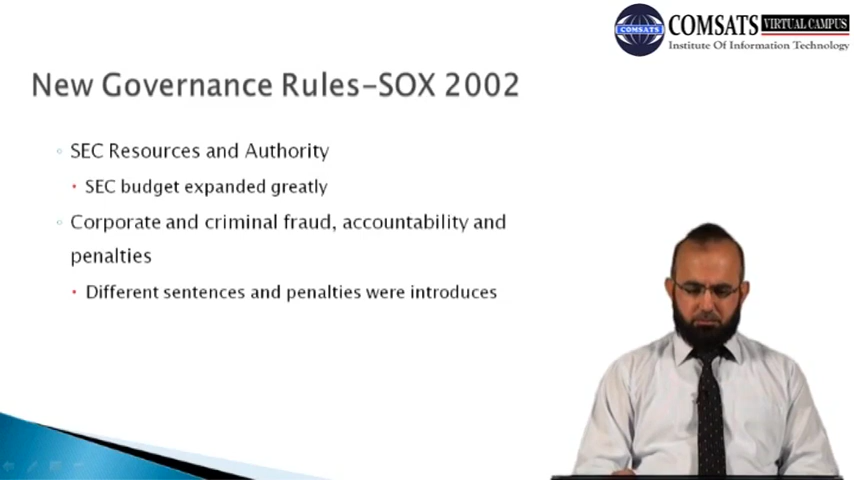 COMSATS
COMSATS VIRTUAL CAMPUS
Institute Of Information Technology
New Governance Rules-SOX 2002
SEC Resources and Authority
SEC budget expanded greatly
Corporate and criminal fraud, accountability and
penalties
Different sentences and penalties were introduces